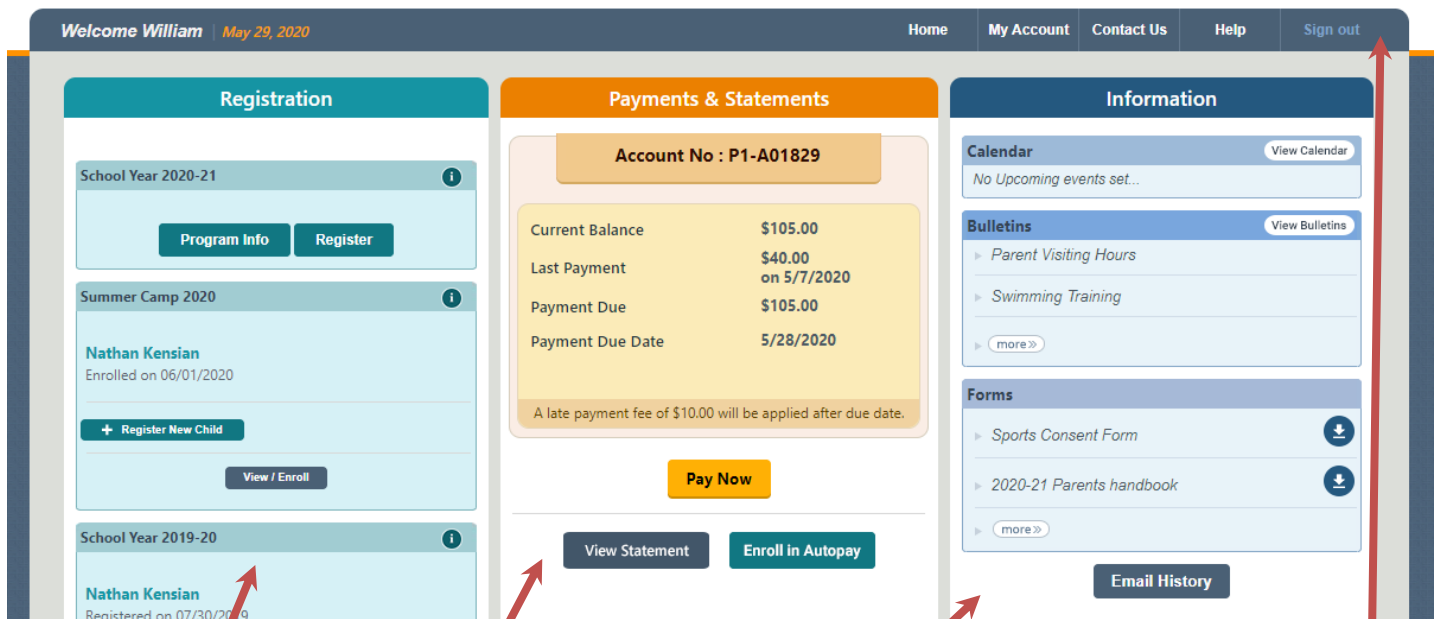 Welcome William | May 29, 2020
Home
My Account
Contact Us
Help
Sign out
Registration
School Year 2020-21
Program Info
Register
Summer Camp 2020
Nathan Kensian
Enrolled on 06/01/2020
+ Register New Child
View / Enroll
School Year 2019-20
Nathan Kensian
Registered on 07/30/2019
Payments & Statements
Account No : P1-A01829
Current Balance $105.00
Last Payment $40.00
on 5/7/2020
Payment Due $105.00
Payment Due Date 5/28/2020
A late payment fee of $10.00 will be applied after due date.
Pay Now
View Statement
Enroll in Autopay
Information
Calendar
View Calendar
No Upcoming events set...
Bulletins
View Bulletins
Parent Visiting Hours
Swimming Training
more»
Forms
Sports Consent Form
2020-21 Parents handbook
more»
Email History